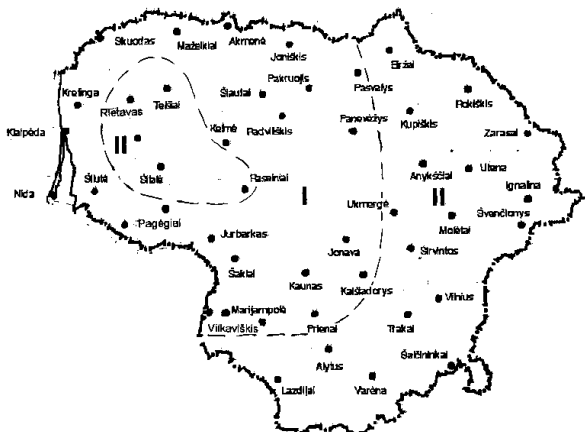 Skuodas
Mažeikiai
Akmenė
Joniškis
Biržai
Pakruojis
Pasvalys
Kretinga
Rietavas
Telšiai
Šiauliai
Rokiškis
Radviliškis
Panevėžys
Kupiškis
Klaipėda
Kelmė
Zarasai
II
Anykščiai
Utena
Šilutė
Šilalė
Raseiniai
I
II
Ignalina
Nida
Ukmergė
Molėtai
Švenčionys
Pagėgiai
Jurbarkas
Jonava
Širvintos
Šakiai
Kaunas
Kaišiadorys
Vilnius
Marijampolė
Vilkaviškis
Prienai
Trakai
Alytus
Šalčininkai
Lazdijai
Varėna